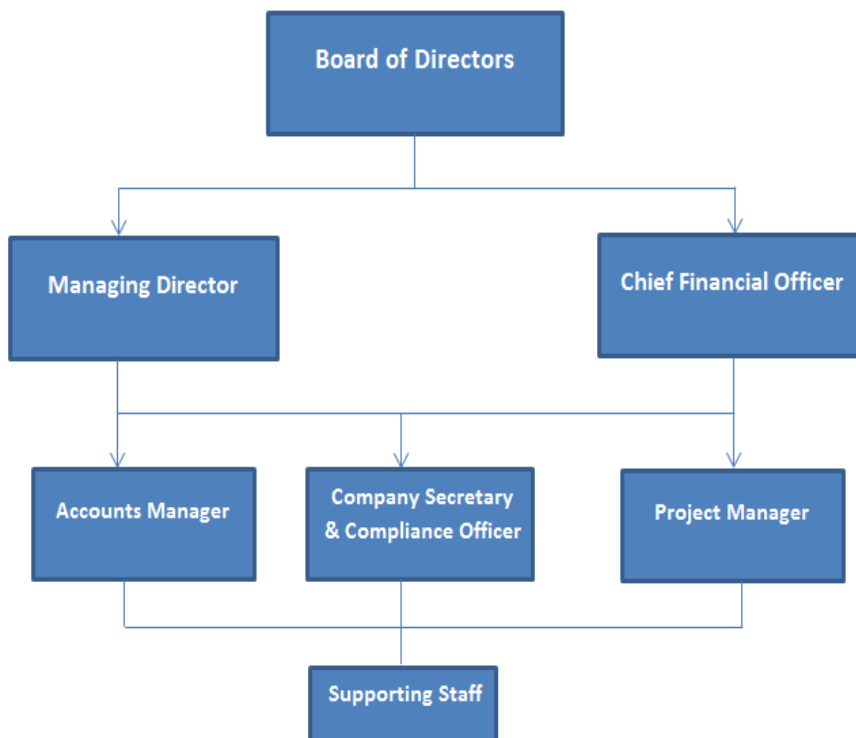 Board of Directors
Managing Director
Chief Financial Officer
Accounts Manager
Company Secretary
& Compliance Officer
Project Manager
Supporting Staff